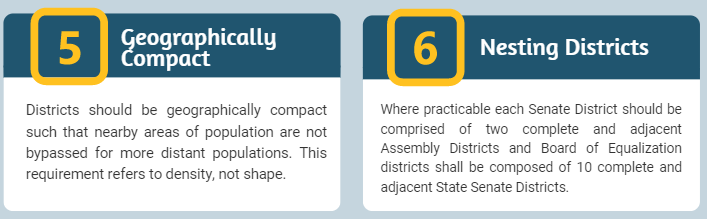 5
Geographically
Compact
Districts should be geographically compact
such that nearby areas of population are not
bypassed for more distant populations. This
requirement refers to density, not shape.
6
Nesting Districts
Where practicable each Senate District should be
comprised of two complete and adjacent
Assembly Districts and Board of Equalization
districts shall be composed of 10 complete and
adjacent State Senate Districts.